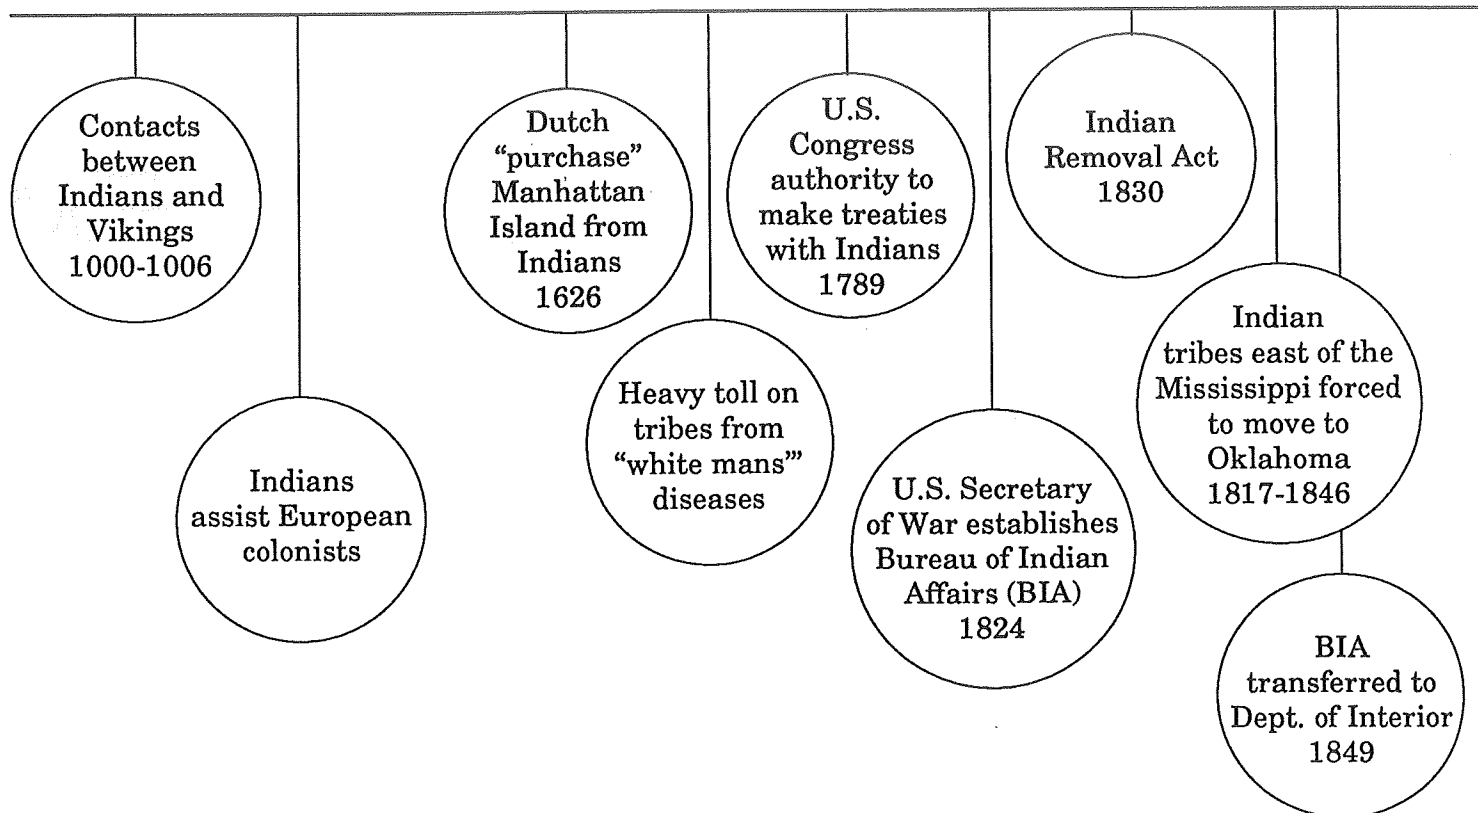 Contacts
between
Indians and
Vikings
1000-1006
Indians
assist European
colonists
Dutch
“purchase”
Manhattan
Island from
Indians
1626
Heavy toll on
tribes from
“white mans’”
diseases
U.S.
Congress
authority to
make treaties
with Indians
1789
U.S. Secretary
of War establishes
Bureau of Indian
Affairs (BIA)
1824
Indian
Removal Act
1830
Indian
tribes east of the
Mississippi forced
to move to
Oklahoma
1817-1846
BIA
transferred to
Dept. of Interior
1849